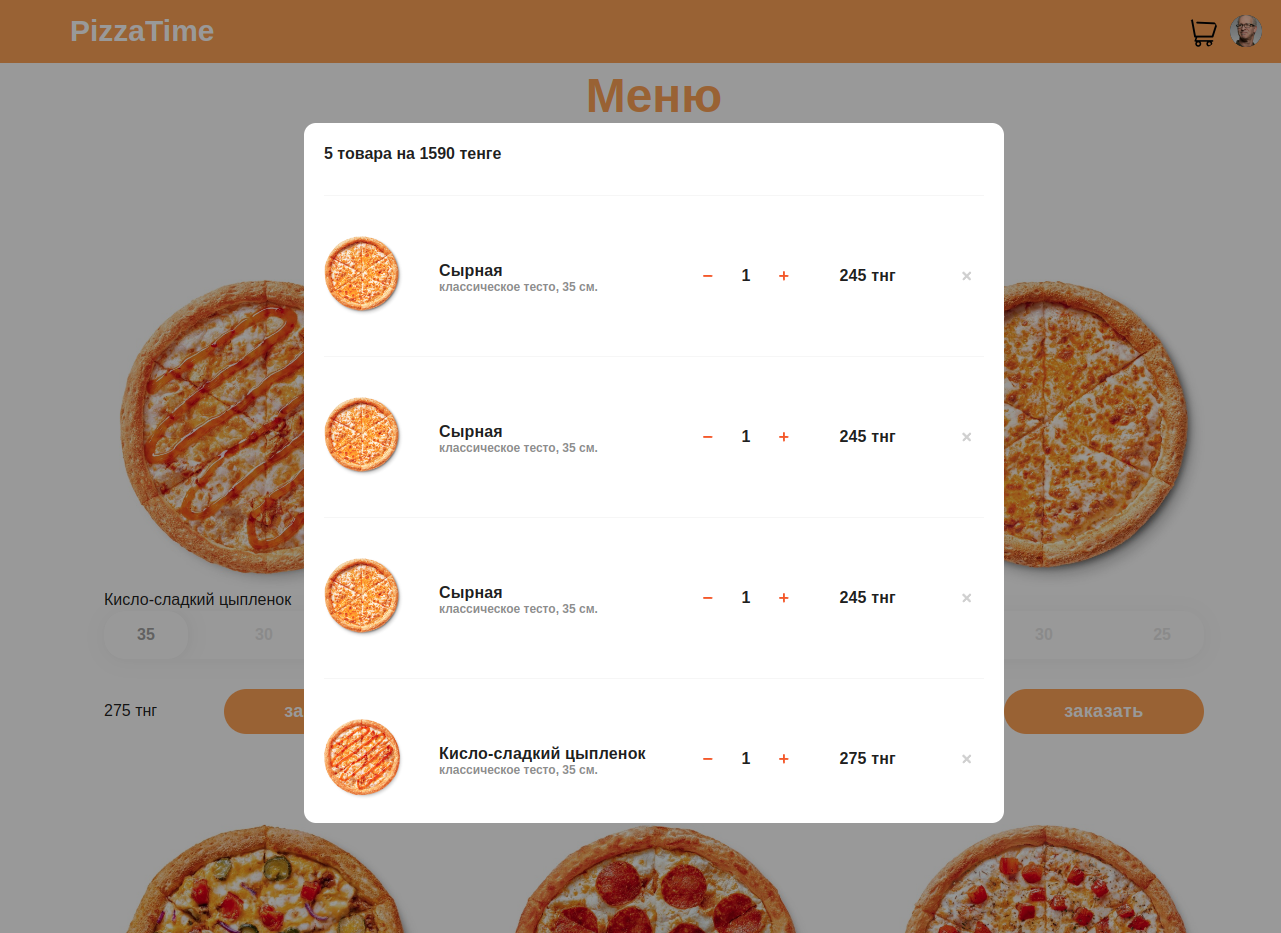 PizzaTime
Меню
5 товара на 1590 тенге
Сырная
классическое тесто, 35 см.
− 1 + 245 тнг ×
Сырная
классическое тесто, 35 см.
− 1 + 245 тнг ×
Сырная
классическое тесто, 35 см.
− 1 + 245 тнг ×
Кисло-сладкий цыпленок
классическое тесто, 35 см.
− 1 + 275 тнг ×
Кисло-сладкий цыпленок
35 30
30 25
275 тнг за
заказать